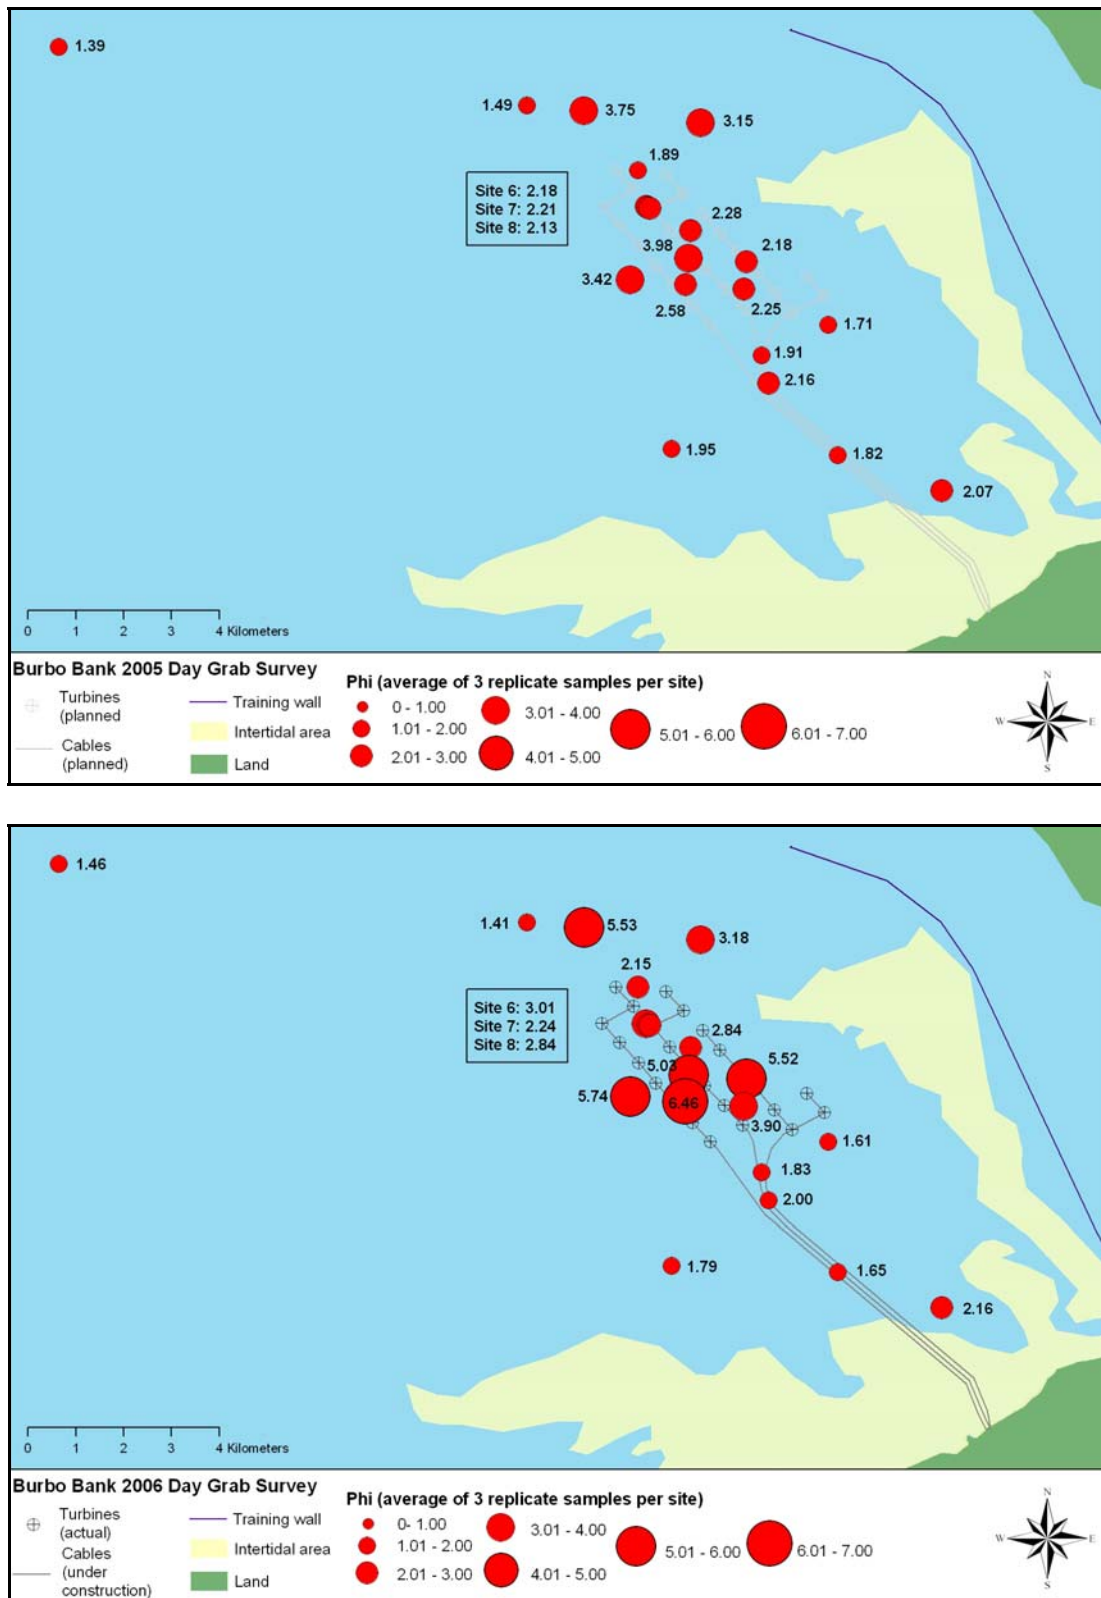 1.39
1.49
3.75
3.15
1.89
Site 6: 2.18
Site 7: 2.21
Site 8: 2.13
2.28
3.98
2.18
3.42
2.58
2.25
1.71
1.91
2.16
1.95
1.82
2.07
0 1 2 3 4 Kilometers
Burbo Bank 2005 Day Grab Survey
Turbines
(planned
Cables
(planned)
Training wall
Intertidal area
Land
Phi (average of 3 replicate samples per site)
0 - 1.00
1.01 - 2.00
2.01 - 3.00
3.01 - 4.00
4.01 - 5.00
5.01 - 6.00
6.01 - 7.00
N
W E
S
1.46
1.41
5.53
3.18
2.15
Site 6: 3.01
Site 7: 2.24
Site 8: 2.84
2.84
5.03
5.52
5.74
6.46
3.90
1.61
1.83
2.00
1.79
1.65
2.16
0 1 2 3 4 Kilometers
Burbo Bank 2006 Day Grab Survey
Turbines
(actual)
Cables
(under
construction)
Training wall
Intertidal area
Land
Phi (average of 3 replicate samples per site)
0- 1.00
1.01 - 2.00
2.01 - 3.00
3.01 - 4.00
4.01 - 5.00
5.01 - 6.00
6.01 - 7.00
N
W E
S